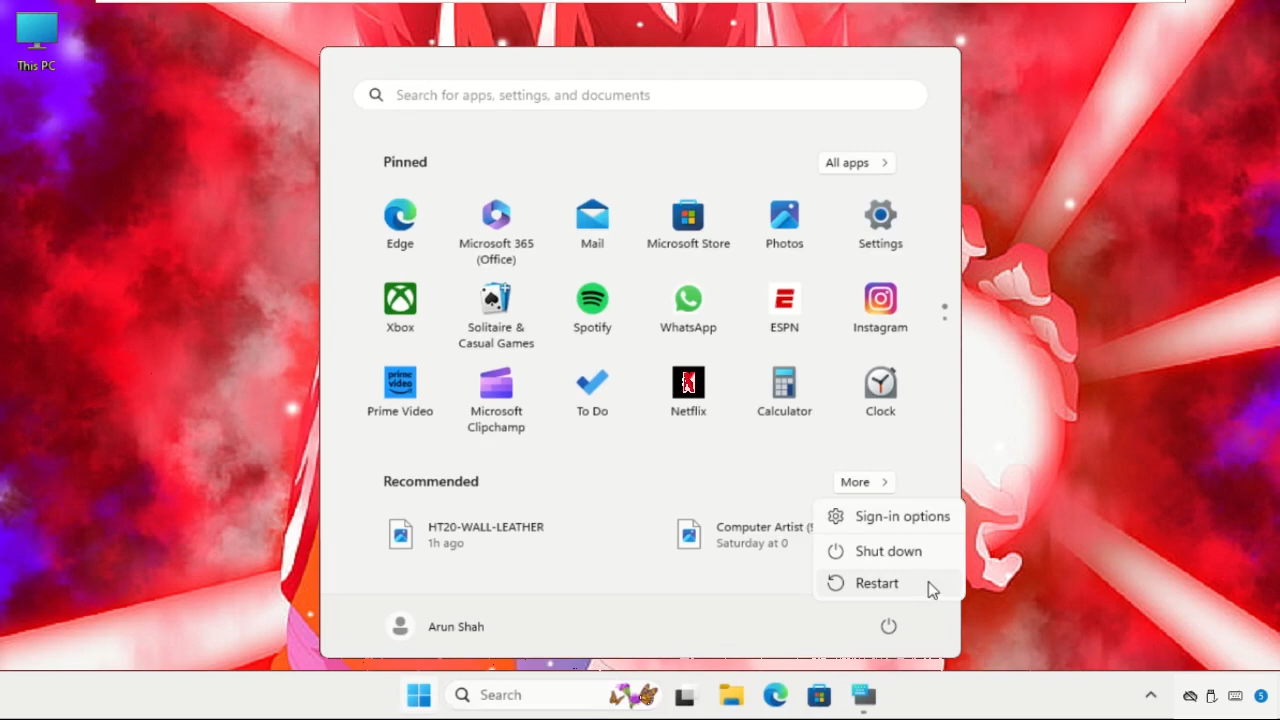 This PC
Search for apps, settings, and documents
Pinned
All apps
Edge
Microsoft 365
(Office)
Mail
Microsoft Store
Photos
Settings
Xbox
Solitaire &
Casual Games
Spotify
WhatsApp
ESPN
Instagram
prime
video
Prime Video
Microsoft
Clipchamp
To Do
Netflix
Calculator
Clock
Recommended
More
HT20-WALL-LEATHER
1h ago
Computer Artist
Saturday at 0
Sign-in options
Shut down
Restart
Arun Shah
Search
5